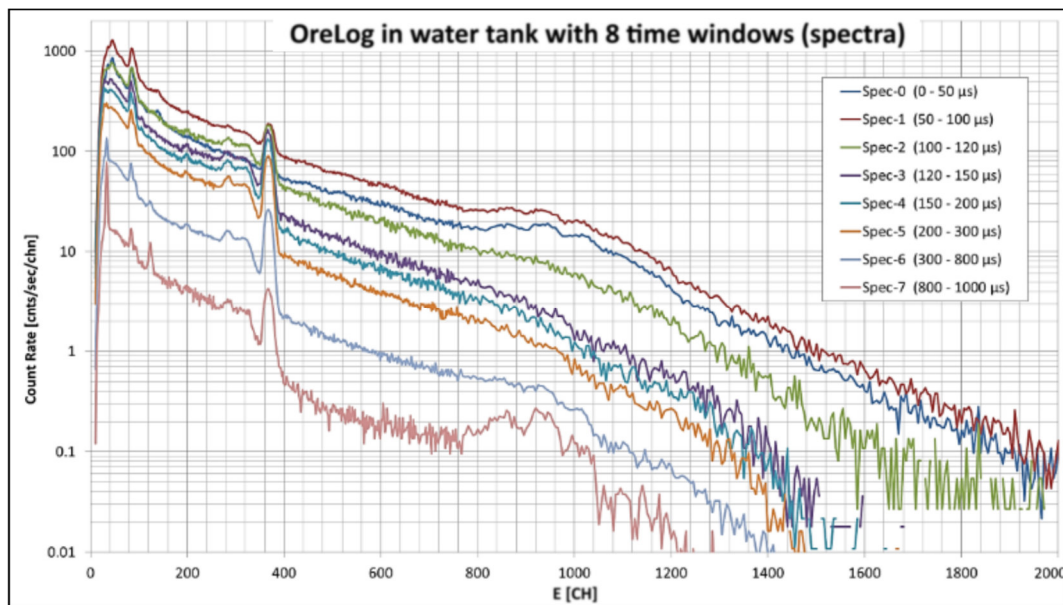 OreLog in water tank with 8 time windows (spectra)
1000
100
10
1
0.1
0.01
Count Rate [cnts/sec/chn]
Spec-0 (0 - 50 µs)
Spec-1 (50 - 100 µs)
Spec-2 (100 - 120 µs)
Spec-3 (120 - 150 µs)
Spec-4 (150 - 200 µs)
Spec-5 (200 - 300 µs)
Spec-6 (300 - 800 µs)
Spec-7 (800 - 1000 µs)
0 200 400 600 800 1000 1200 1400 1600 1800 2000
E [CH]